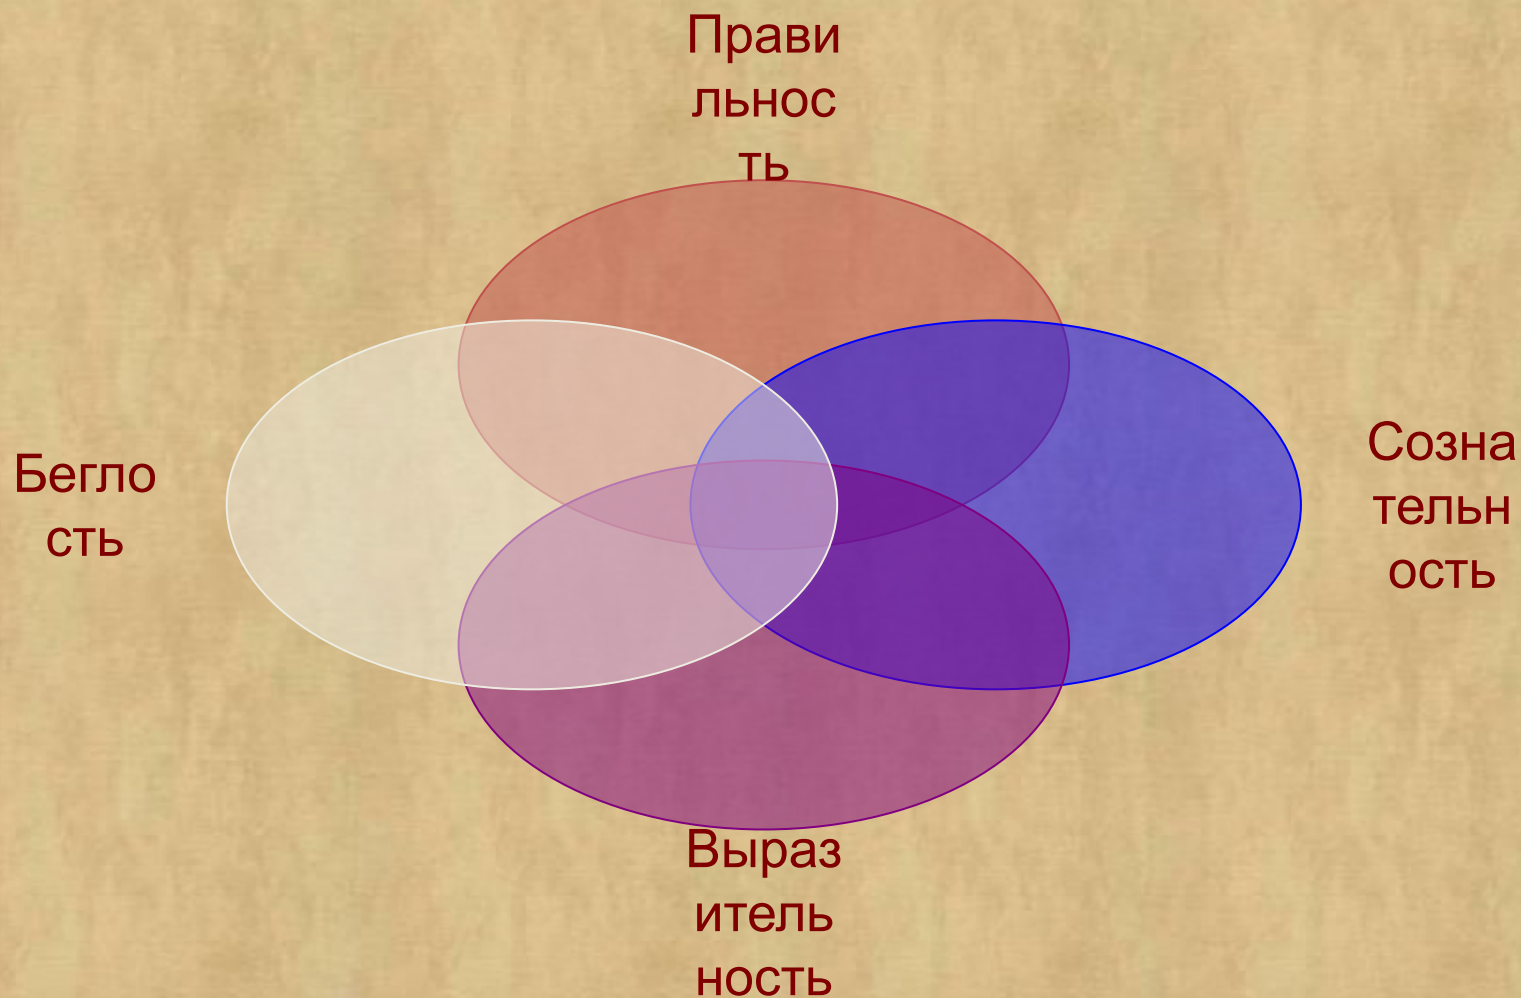 Прави
льнос
ть
Бегло
сть
Созна
тельн
ость
Выраз
итель
ность